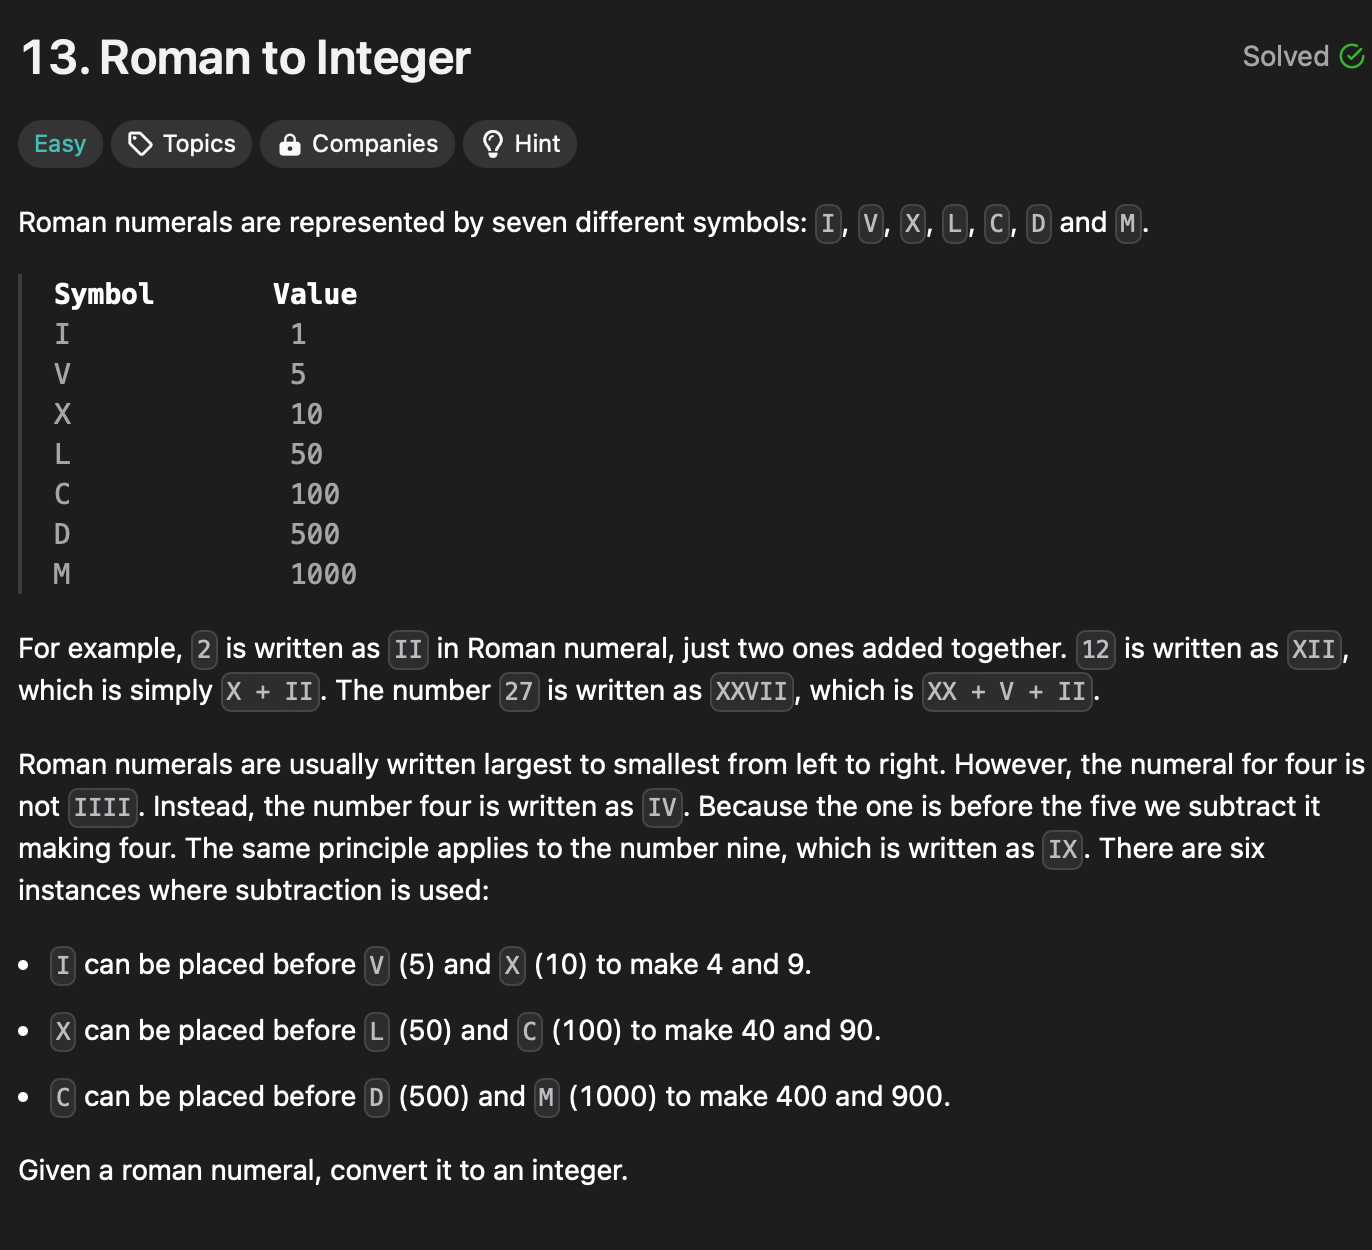 13. Roman to Integer
Solved
Easy Topics Companies Hint
Roman numerals are represented by seven different symbols: I, V, X, L, C, D and M.
Symbol Value
I 1
V 5
X 10
L 50
C 100
D 500
M 1000
For example, 2 is written as II in Roman numeral, just two ones added together. 12 is written as XII,
which is simply X + II. The number 27 is written as XXVII, which is XX + V + II.
Roman numerals are usually written largest to smallest from left to right. However, the numeral for four is
not IIII. Instead, the number four is written as IV. Because the one is before the five we subtract it
making four. The same principle applies to the number nine, which is written as IX. There are six
instances where subtraction is used:
• I can be placed before V (5) and X (10) to make 4 and 9.
• X can be placed before L (50) and C (100) to make 40 and 90.
• C can be placed before D (500) and M (1000) to make 400 and 900.
Given a roman numeral, convert it to an integer.